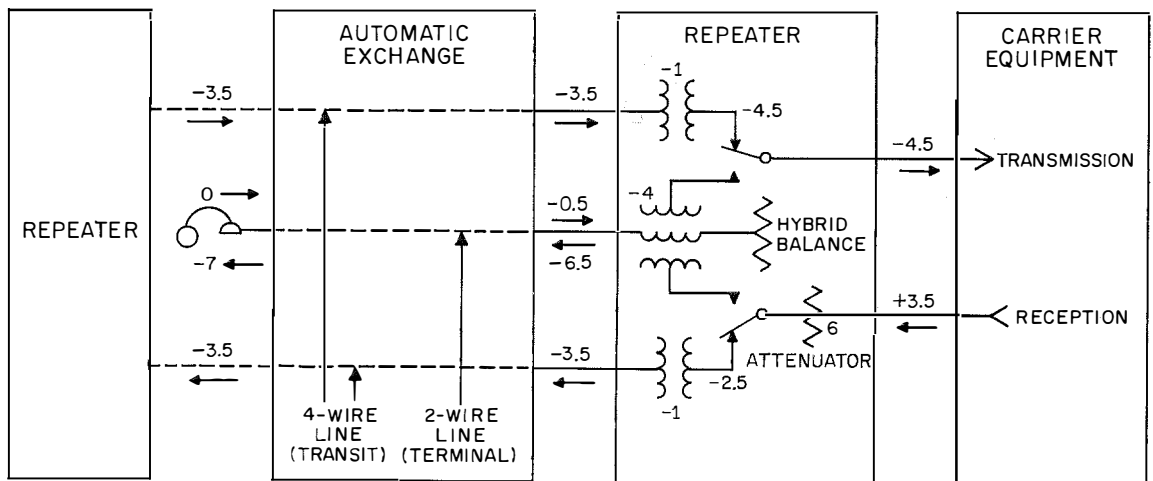 AUTOMATIC
EXCHANGE
REPEATER
CARRIER
EQUIPMENT
-1
-3.5
-3.5
-4.5
-4.5
TRANSMISSION
0
-4
-0.5
REPEATER
HYBRID
BALANCE
-7
-6.5
+3.5
6
RECEPTION
-3.5
-3.5
-2.5
ATTENUATOR
-1
4-WIRE
LINE
(TRANSIT)
2-WIRE
LINE
(TERMINAL)